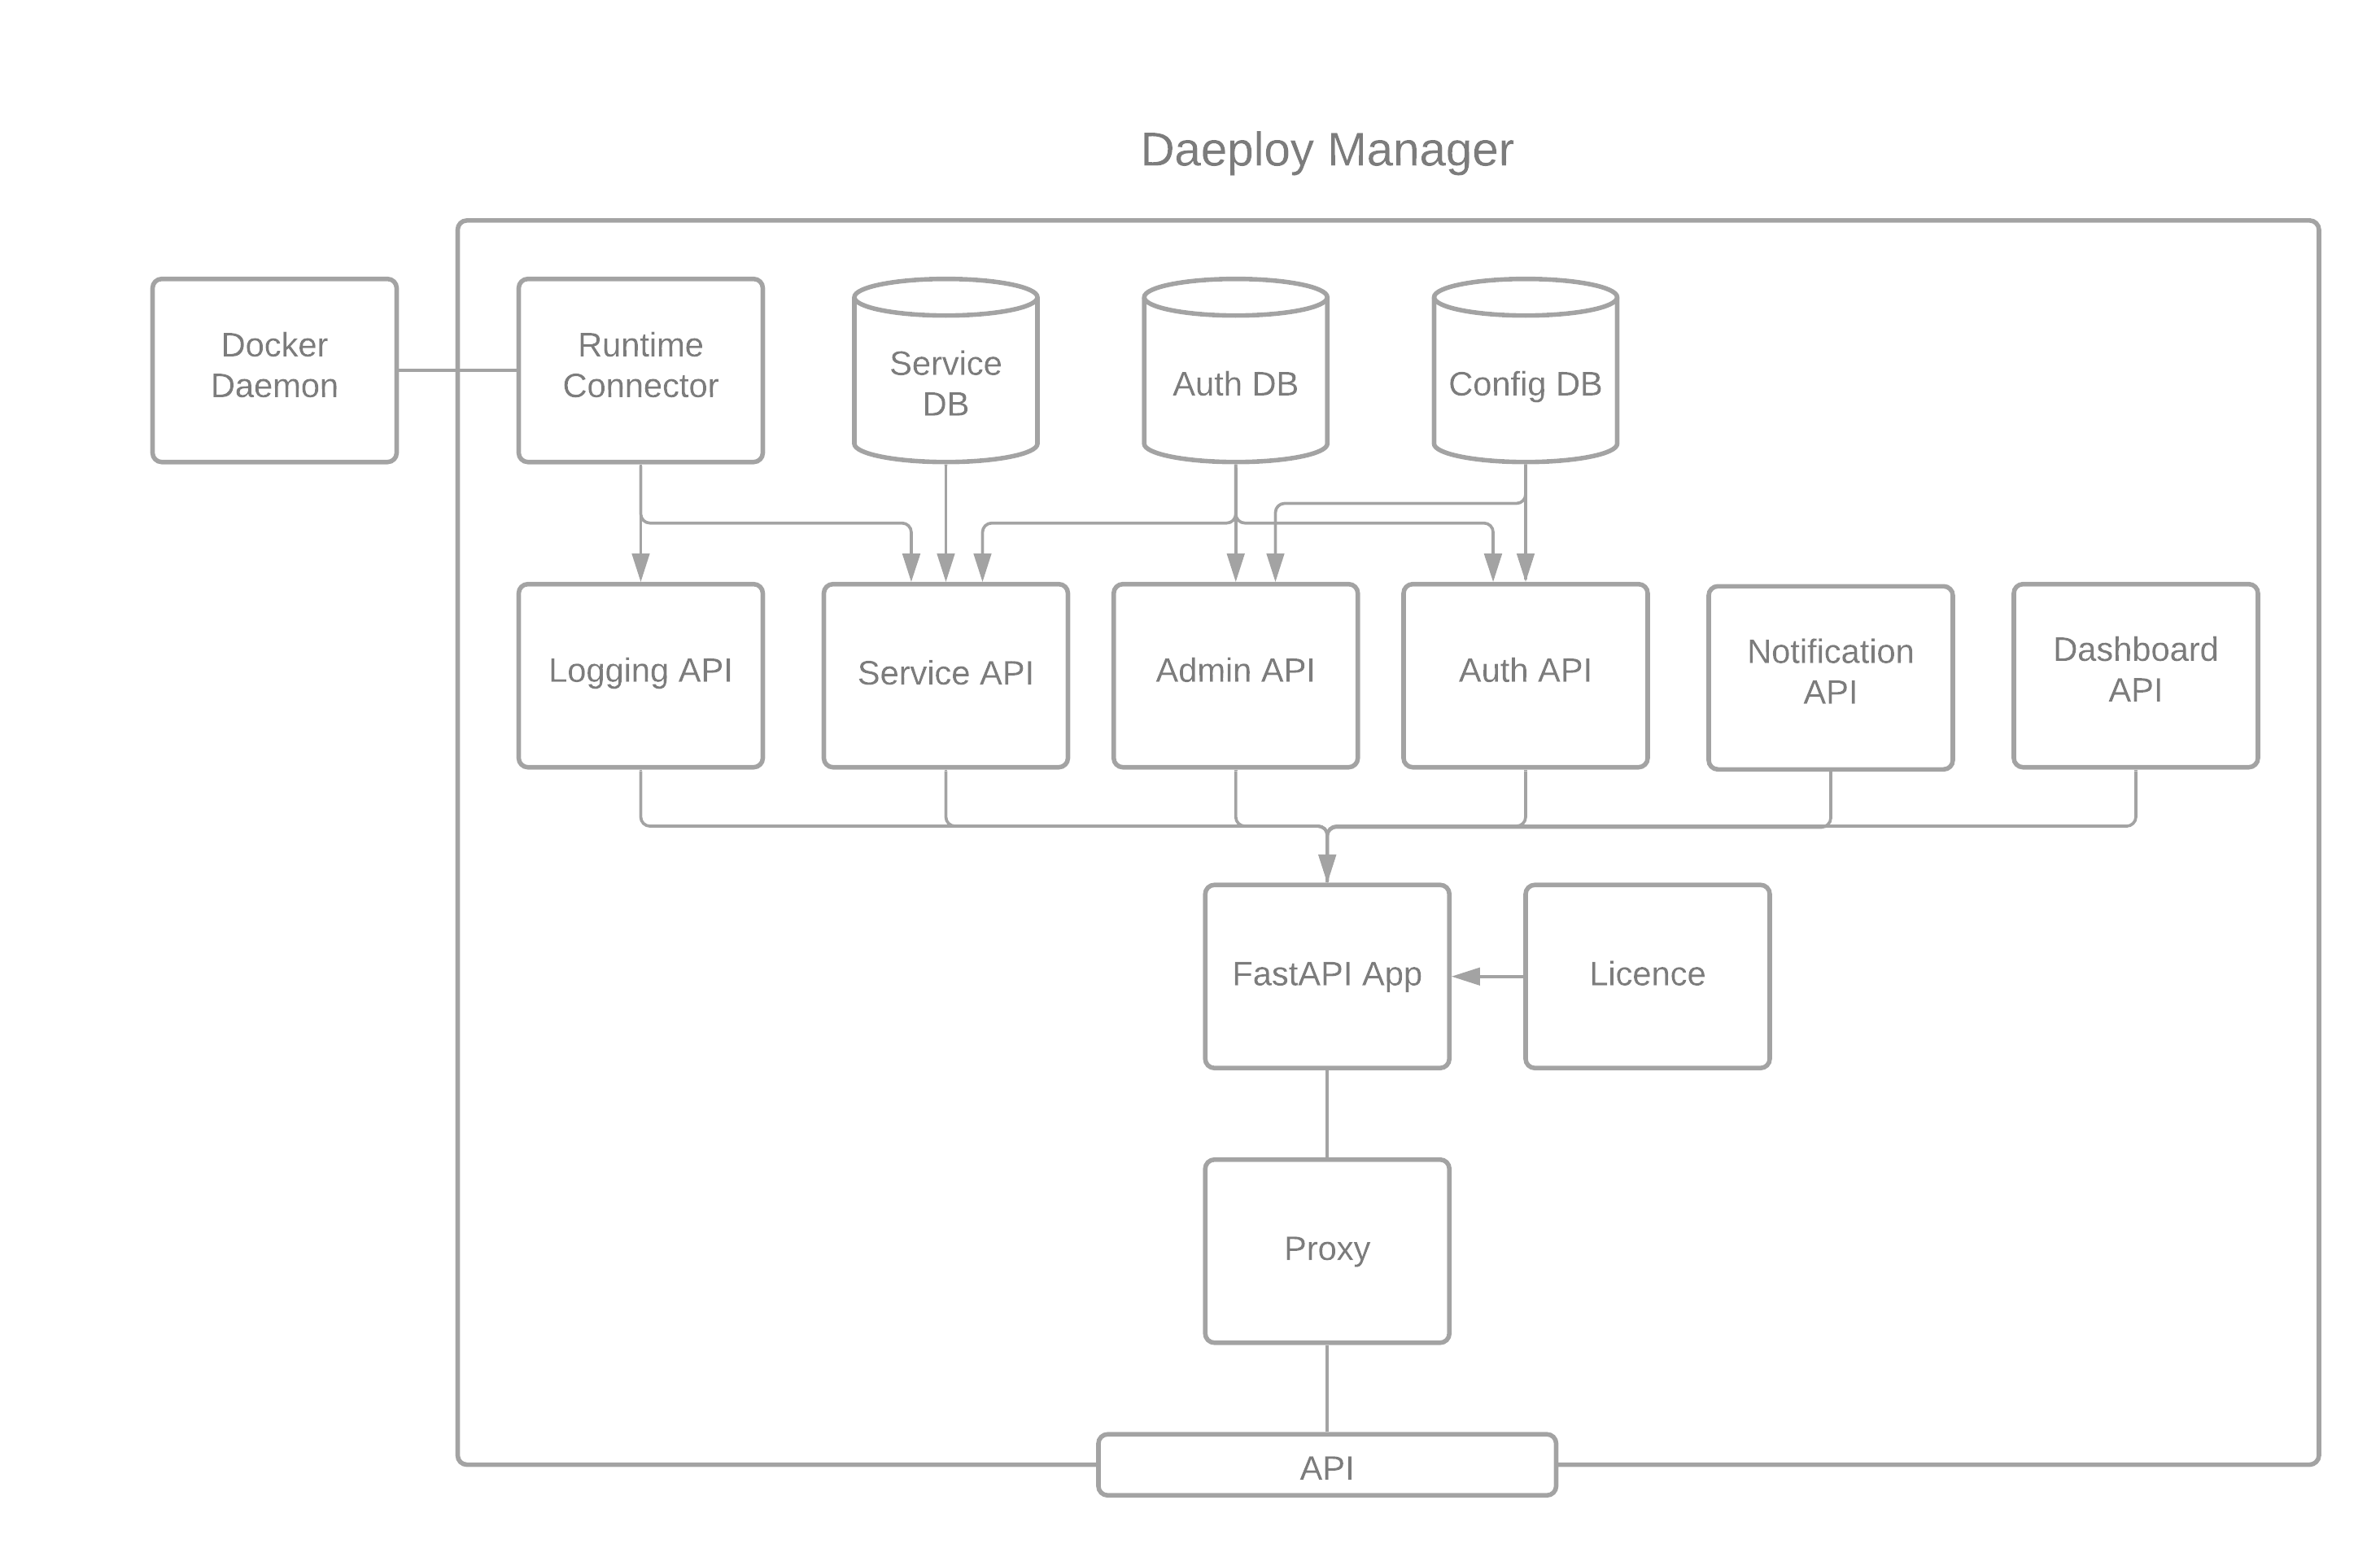 Daeploy Manager
Docker
Daemon
Runtime
Connector
Service
DB
Auth DB
Config DB
Logging API
Service API
Admin API
Auth API
Notification
API
Dashboard
API
FastAPI App
Licence
Proxy
API